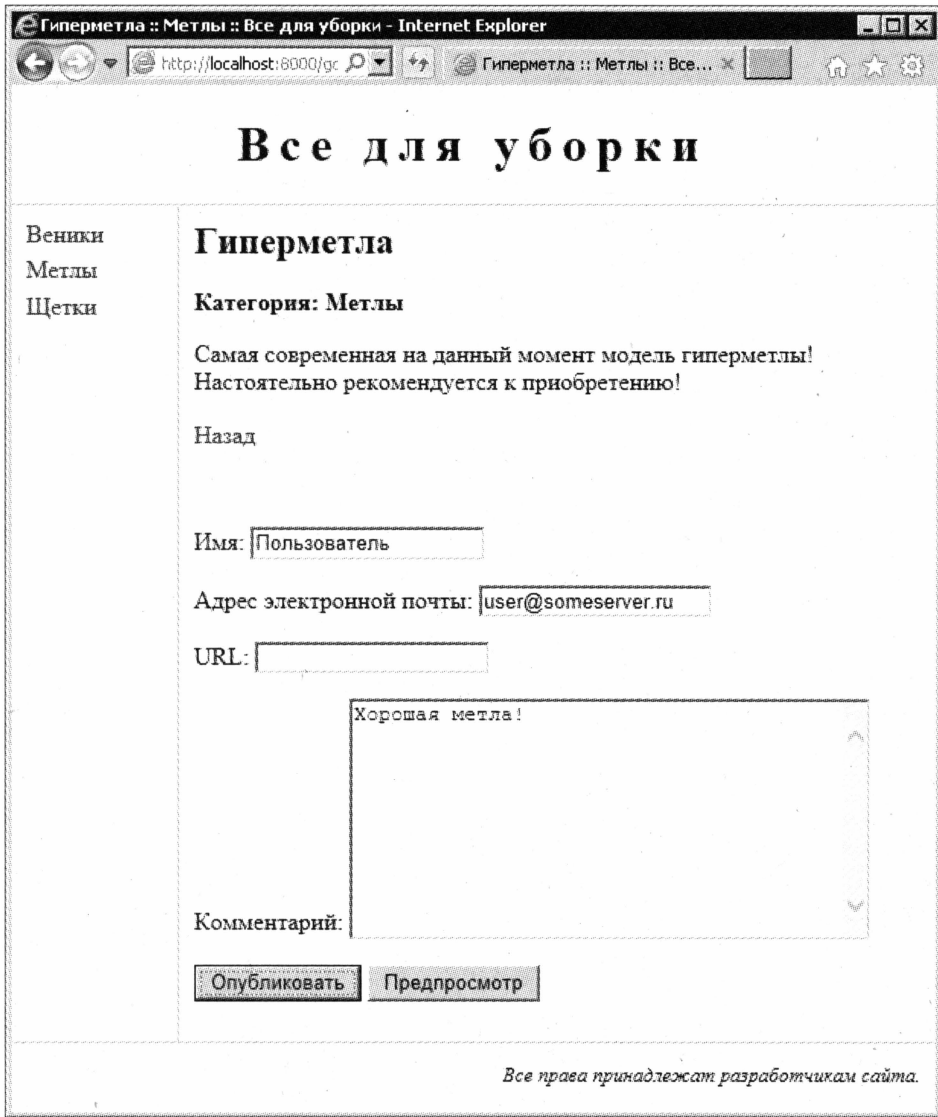 Гиперметла :: Метлы :: Все для уборки - Internet Explorer
http://localhost:8000/gc
Гиперметла :: Метлы :: Все...
Все для уборки
Веники
Метлы
Щетки
Гиперметла
Категория: Метлы
Самая современная на данный момент модель гиперметлы!
Настоятельно рекомендуется к приобретению!
Назад
Имя: Пользователь
Адрес электронной почты: user@someserver.ru
URL:
Хорошая метла!
Комментарий:
Опубликовать Предпросмотр
Все права принадлежат разработчикам сайта.